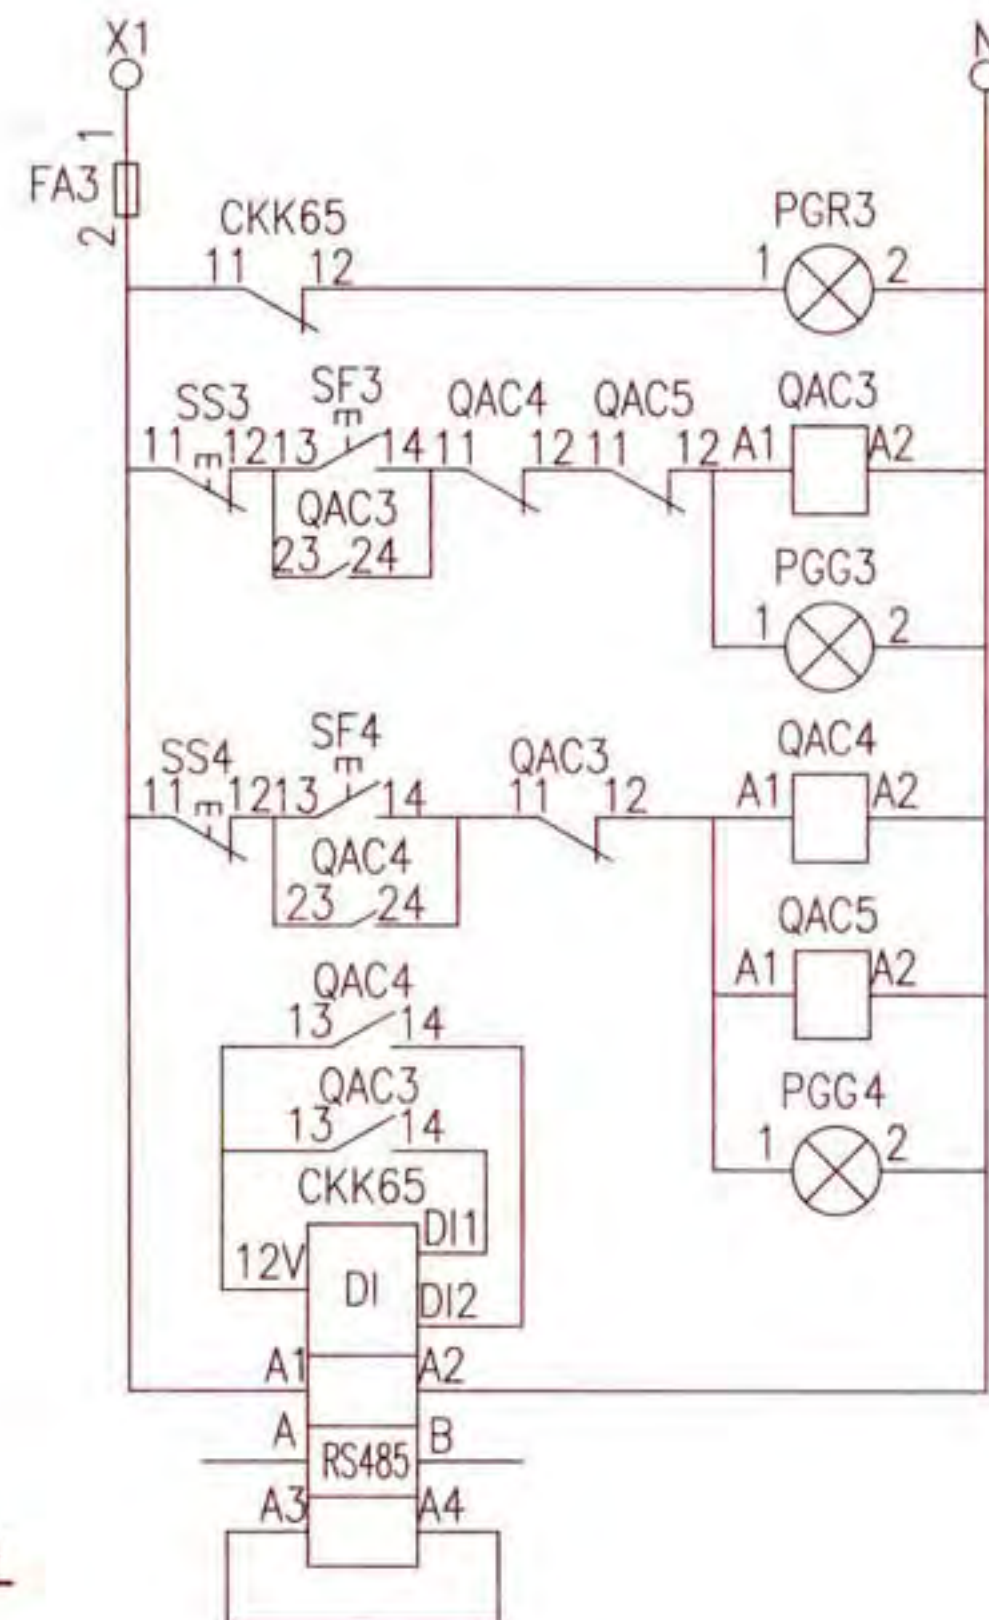 X1 N
1
FA3
2
CKK65 PGR3
11 12 1 2
SS3 SF3 QAC4 QAC5 QAC3
11 12 13 14 11 12 11 12 A1 A2
QAC3
23 24
PGG3
1 2
SS4 SF4 QAC3 QAC4
11 12 13 14 11 12 A1 A2
QAC4
23 24
QAC5
A1 A2
QAC4
13 14
QAC3
13 14
PGG4
1 2
CKK65
DI1
12V DI
DI2
A1 A2
A RS485 B
A3 A4